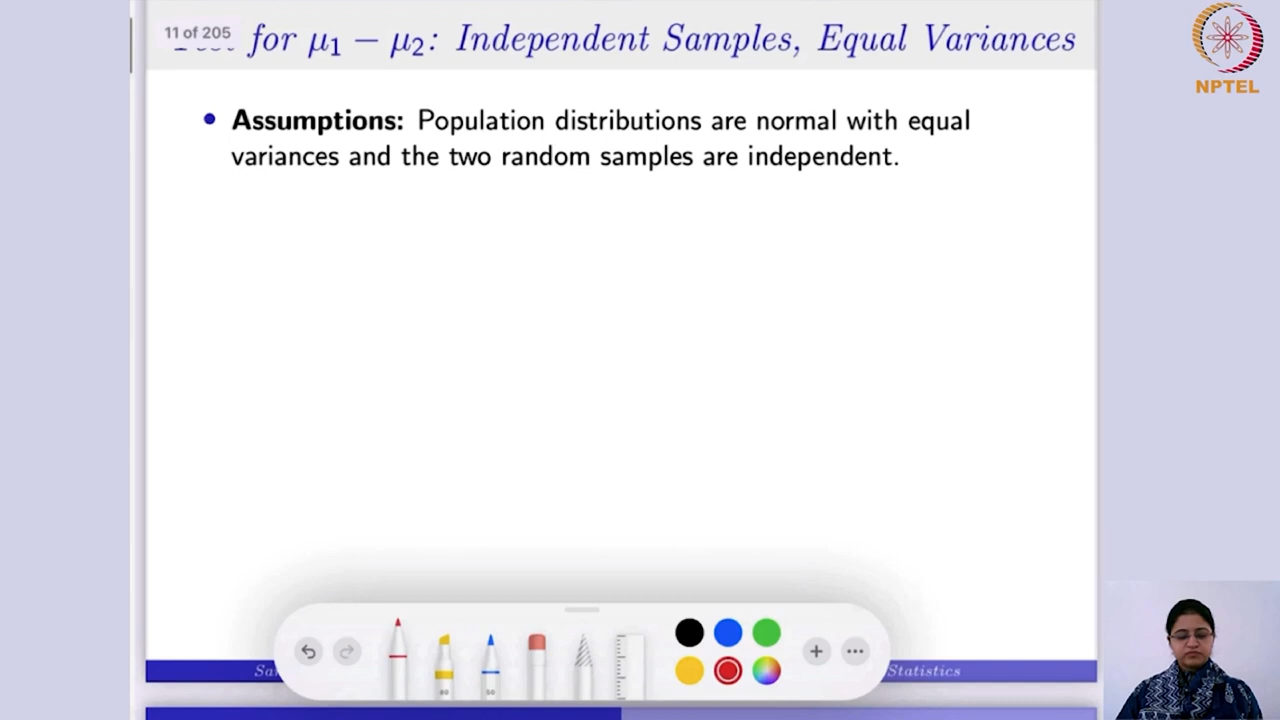 11 of 205
for μ₁ − μ₂: Independent Samples, Equal Variances
NPTEL
• Assumptions: Population distributions are normal with equal
variances and the two random samples are independent.
Statistics